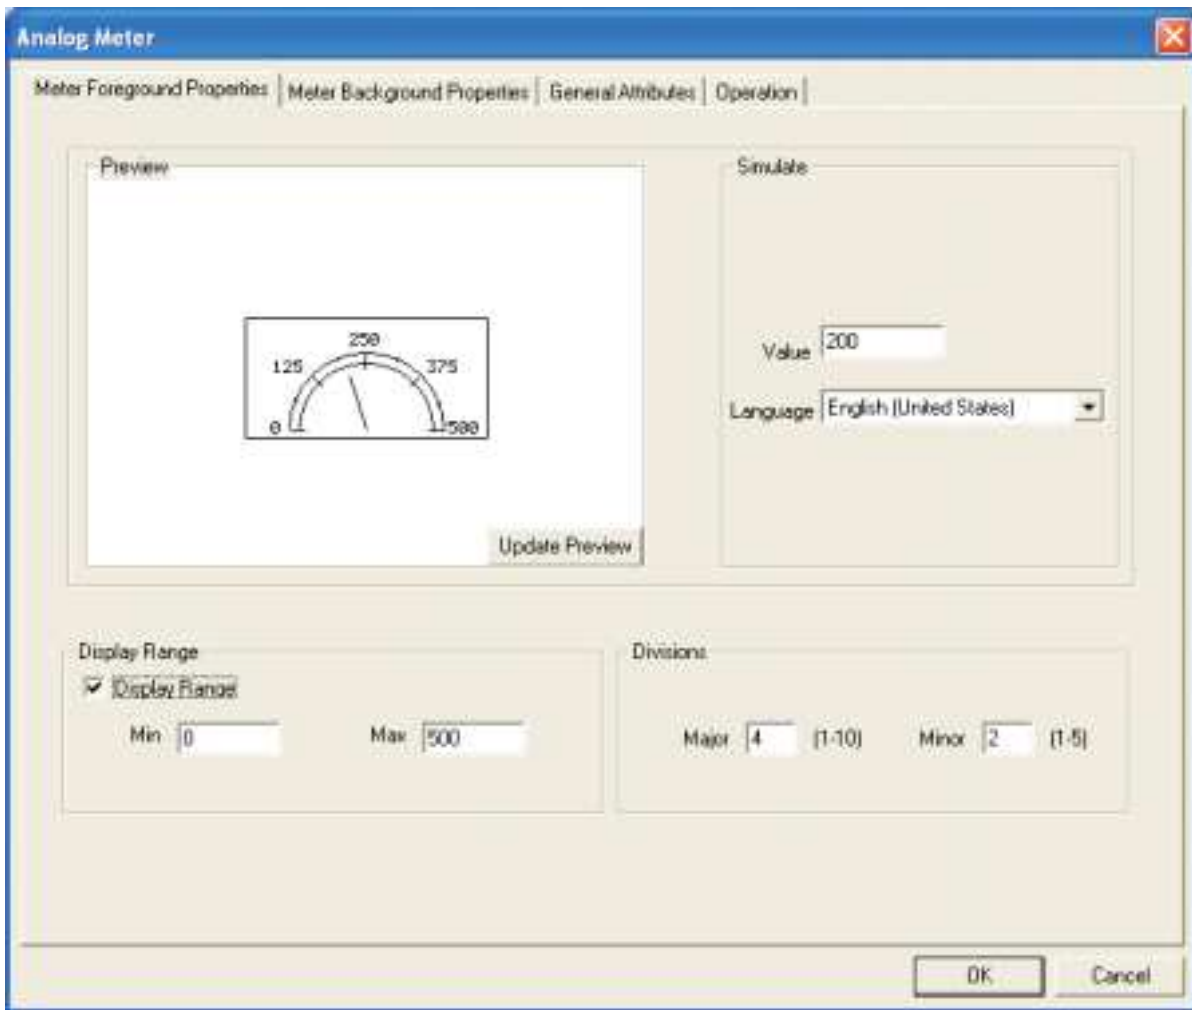 Analog Meter
Meter Foreground Properties
Meter Background Properties
General Attributes
Operation
Preview
250
125
375
0
500
Update Preview
Simulate
Value 200
Language English (United States)
Display Range
Display Range
Min 0
Max 500
Divisions
Major 4 (1-10)
Minor 2 (1-5)
OK
Cancel